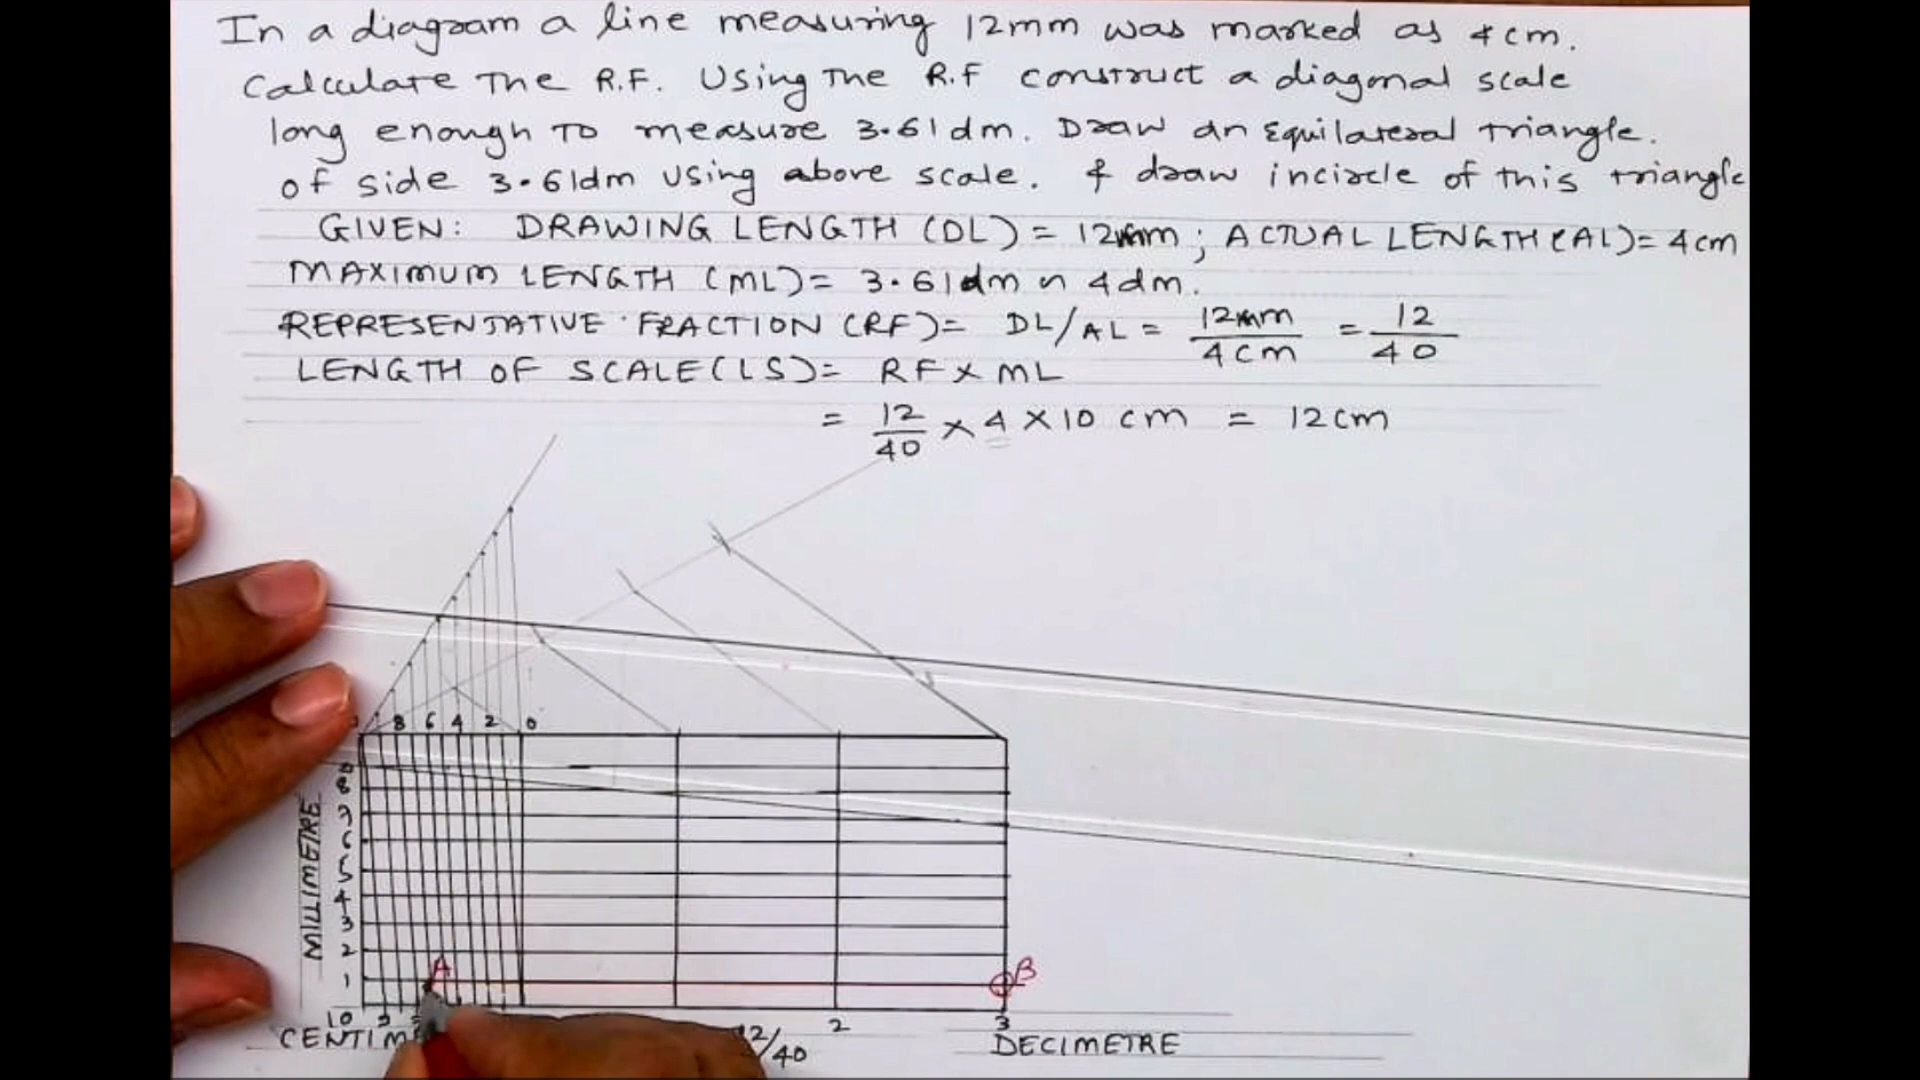 In a diagram a line measuring 12mm was marked as 4cm.
Calculate The R.F. Using The R.F construct a diagonal scale
long enough To measure 3.61dm. Draw an Equilateral triangle.
of side 3.61dm using above scale. & draw incircle of this triangle
GIVEN: DRAWING LENGTH (DL) = 12mm ; ACTUAL LENGTH (AL) = 4cm
MAXIMUM LENGTH (ML) = 3.61dm ~ 4dm.
REPRESENTATIVE FRACTION (RF) = DL/AL = 12mm/4cm = 12/40
LENGTH OF SCALE (LS) = RF × ML
= 12/40 × 4 × 10 cm = 12cm
8 6 4 2 0
8
7
6
5
4
3
2
1
MILLIMETRE
A B
10 9 2 3
/40 DECIMETRE